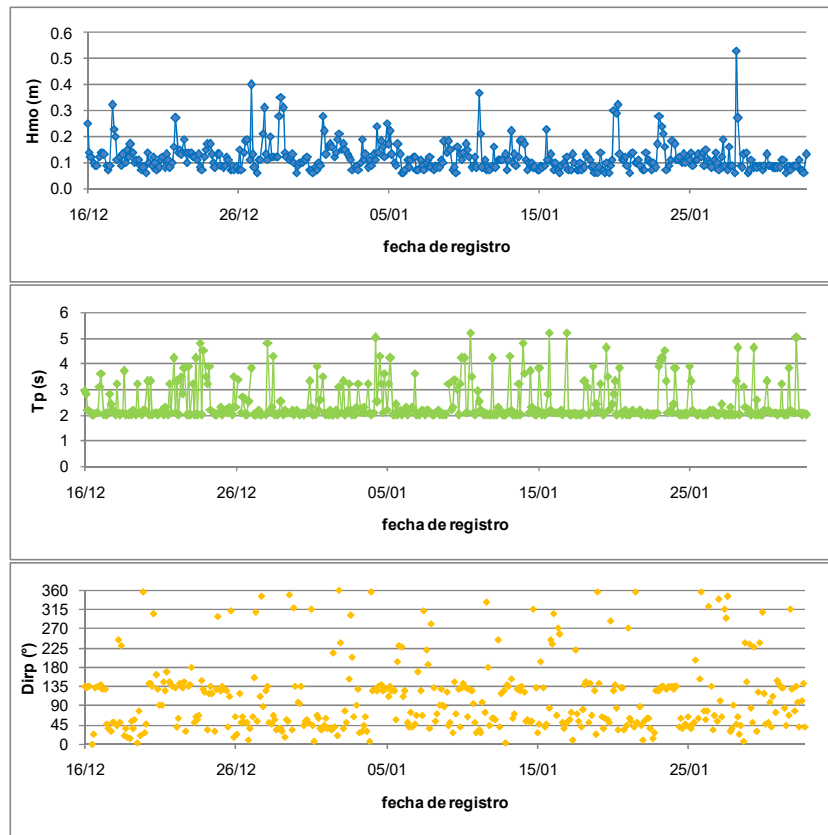 Hmo (m)
0.6
0.5
0.4
0.3
0.2
0.1
0.0
16/12 26/12 05/01 15/01 25/01
fecha de registro
Tp (s)
6
5
4
3
2
1
0
16/12 26/12 05/01 15/01 25/01
fecha de registro
Dirp (°)
360
315
270
225
180
135
90
45
0
16/12 26/12 05/01 15/01 25/01
fecha de registro